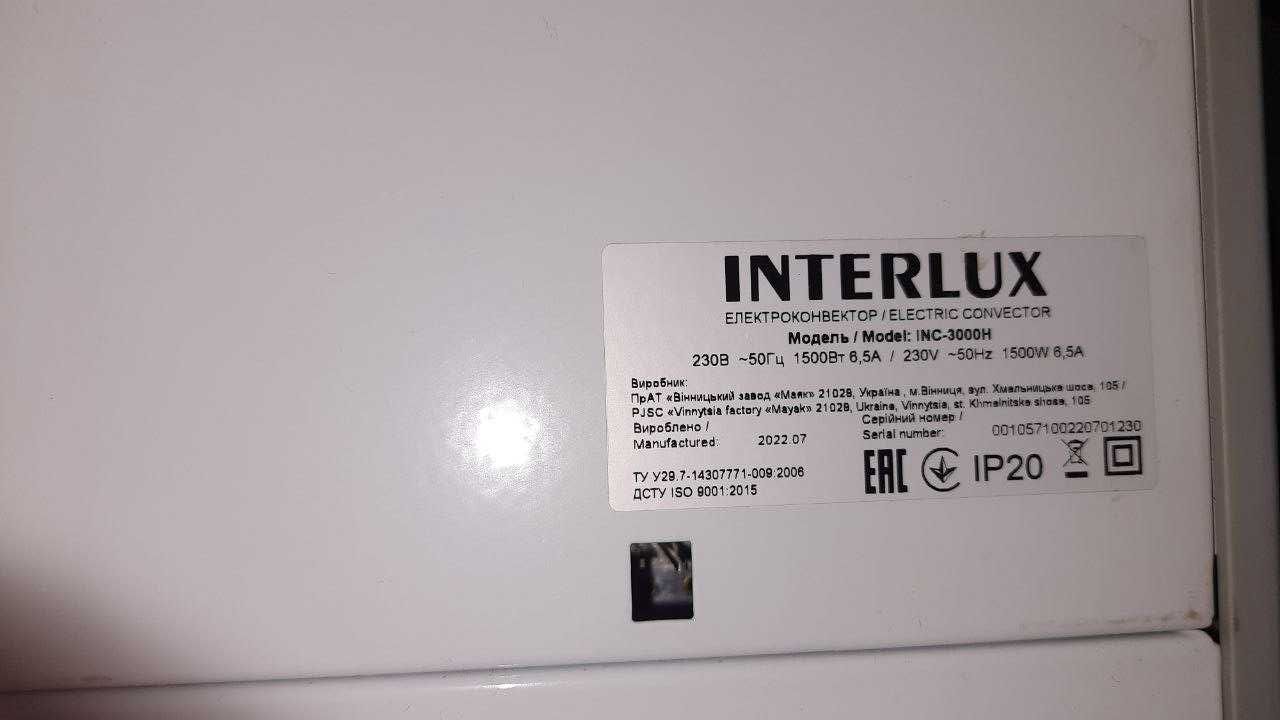 INTERLUX
ЕЛЕКТРОКОНВЕКТОР / ELECTRIC CONVECTOR
Модель / Model: INC-3000H
230В ~50Гц 1500Вт 6,5А / 230V ~50Hz 1500W 6,5A
Виробник:
ПрАТ «Вінницький завод «Маяк» 21029, Україна , м.Вінниця, вул. Хмельницьке шосе, 105 /
PJSC «Vinnytsia factory «Mayak» 21029, Ukraine, Vinnytsia, st. Khmelnitske shose, 105
Вироблено /
Manufactured: 2022.07
Серійний номер /
Serial number: 001057100220701230
ТУ У29.7-14307771-009:2006
ДСТУ ISO 9001:2015
EAC IP20